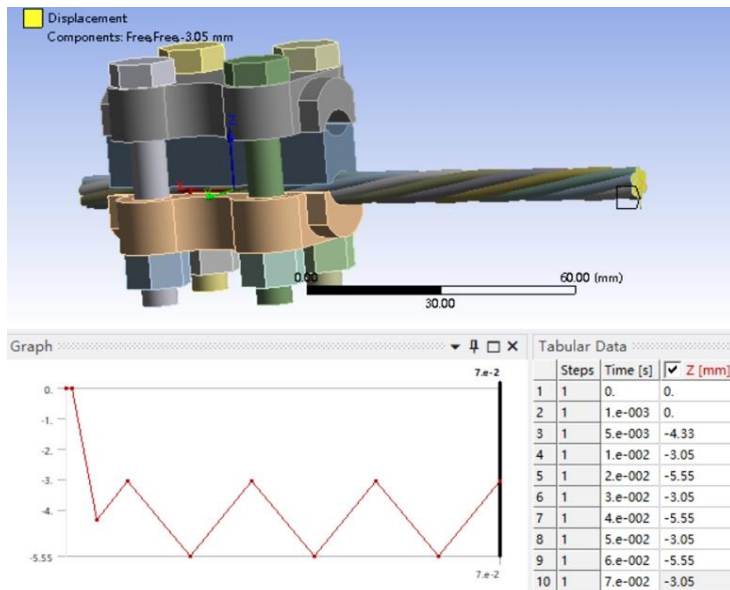 Displacement
Components: Free,Free,-3.05 mm
0.00
60.00 (mm)
30.00
Graph
7.e-2
0.
-1.
-2.
-3.
-4.
-5.55
7.e-2
Tabular Data
Steps Time [s] Z [mm]
1 1 0. 0.
2 1 1.e-003 0.
3 1 5.e-003 -4.33
4 1 1.e-002 -3.05
5 1 2.e-002 -5.55
6 1 3.e-002 -3.05
7 1 4.e-002 -5.55
8 1 5.e-002 -3.05
9 1 6.e-002 -5.55
10 1 7.e-002 -3.05